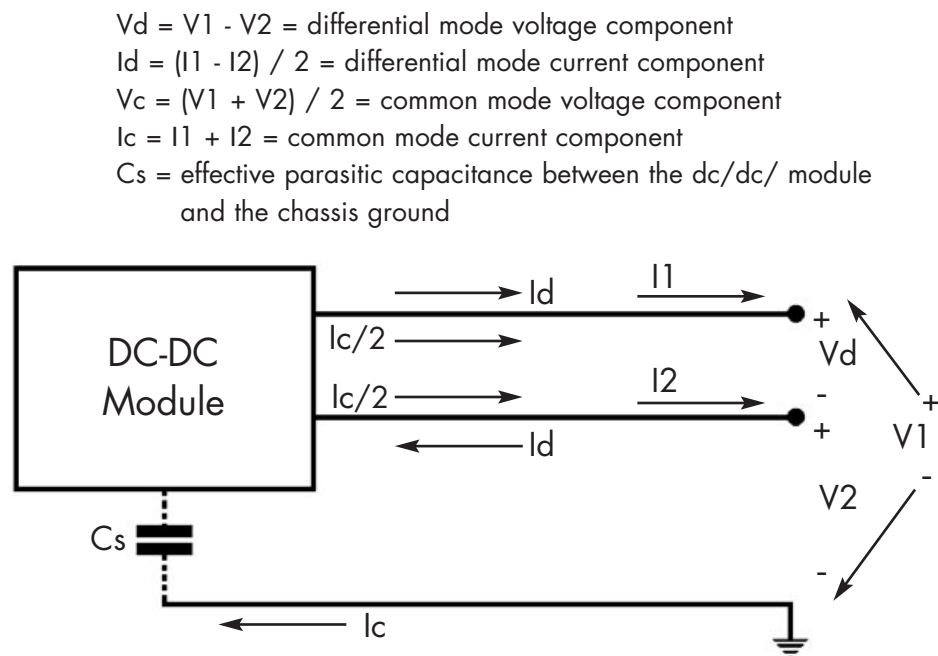 Vd = V1 - V2 = differential mode voltage component
Id = (I1 - I2) / 2 = differential mode current component
Vc = (V1 + V2) / 2 = common mode voltage component
Ic = I1 + I2 = common mode current component
Cs = effective parasitic capacitance between the dc/dc/ module
and the chassis ground
Id
I1
DC-DC
Module
Ic/2
+
Vd
Ic/2
I2
-
+
Id
V1
+
-
V2
-
Cs
Ic